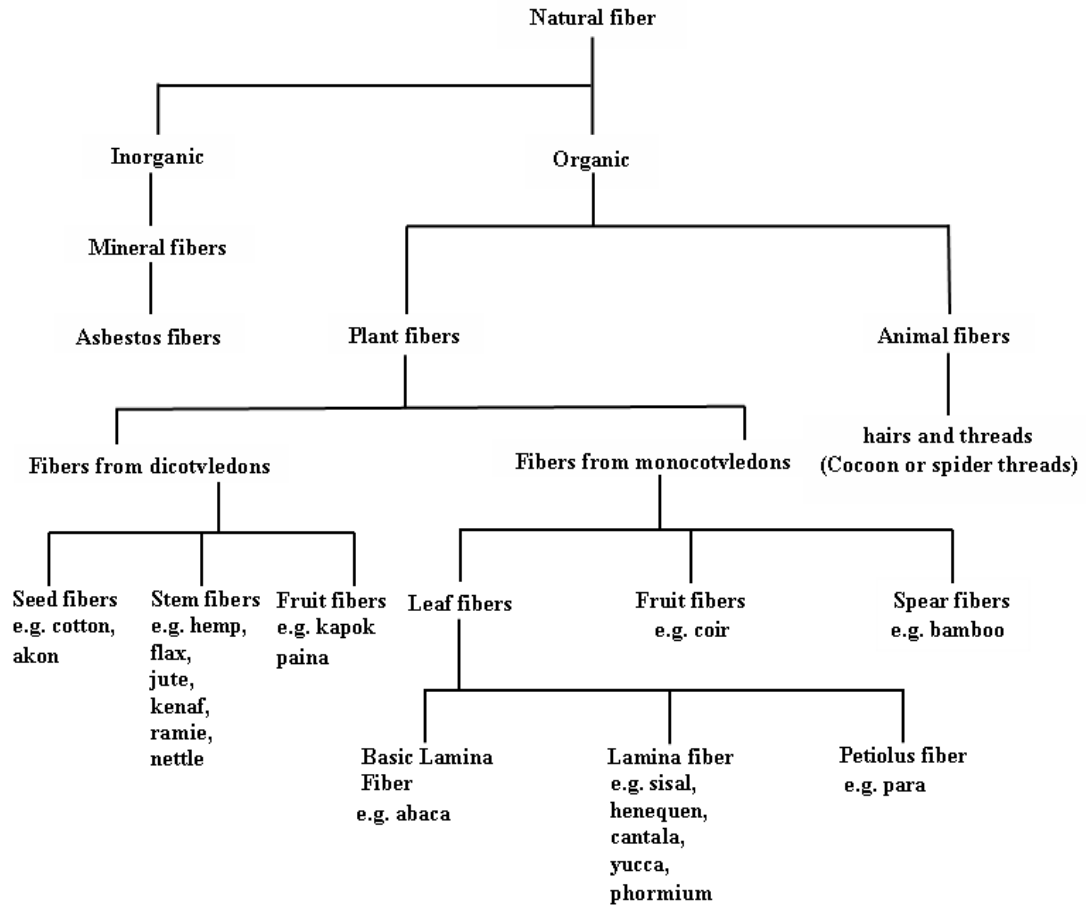 Natural fiber
Inorganic
Organic
Mineral fibers
Asbestos fibers
Plant fibers
Animal fibers
hairs and threads
(Cocoon or spider threads)
Fibers from dicotvledons
Fibers from monocotvledons
Seed fibers
e.g. cotton,
akon
Stem fibers
e.g. hemp,
flax,
jute,
kenaf,
ramie,
nettle
Fruit fibers
e.g. kapok
paina
Leaf fibers
Fruit fibers
e.g. coir
Spear fibers
e.g. bamboo
Basic Lamina
Fiber
e.g. abaca
Lamina fiber
e.g. sisal,
henequen,
cantala,
yucca,
phormium
Petiolus fiber
e.g. para